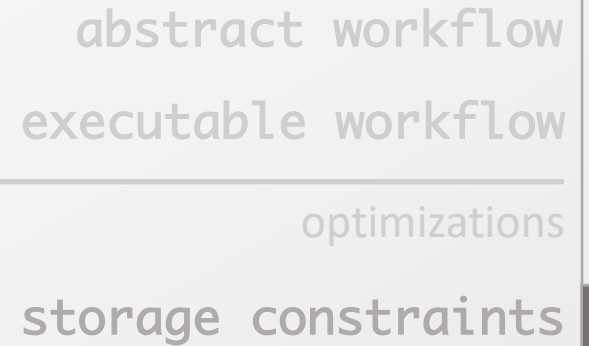 abstract workflow
executable workflow
optimizations
storage constraints